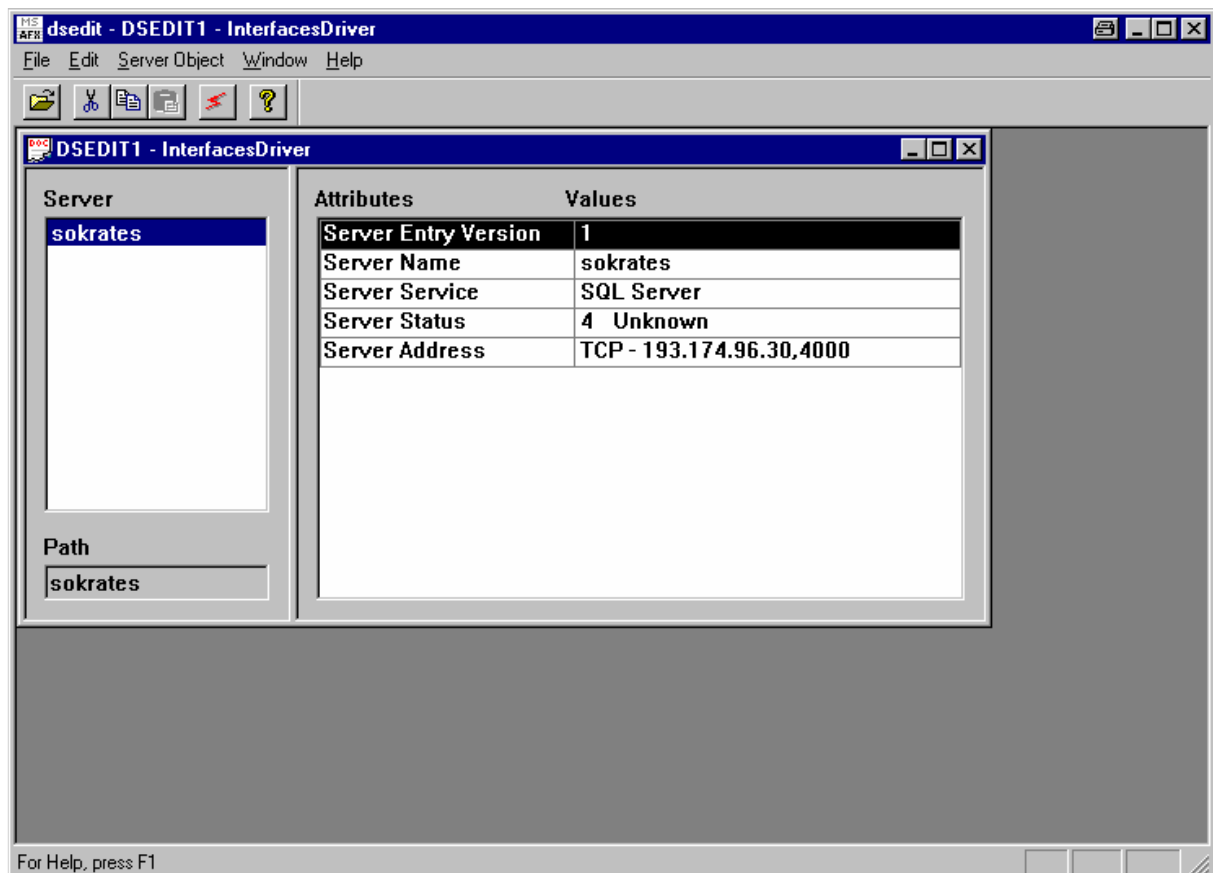 MS
AFX
dsedit - DSEDIT1 - InterfacesDriver
File Edit Server Object Window Help
DOC
DSEDIT1 - InterfacesDriver
Server
sokrates
Path
sokrates
Attributes Values
Server Entry Version 1
Server Name sokrates
Server Service SQL Server
Server Status 4 Unknown
Server Address TCP - 193.174.96.30,4000
For Help, press F1